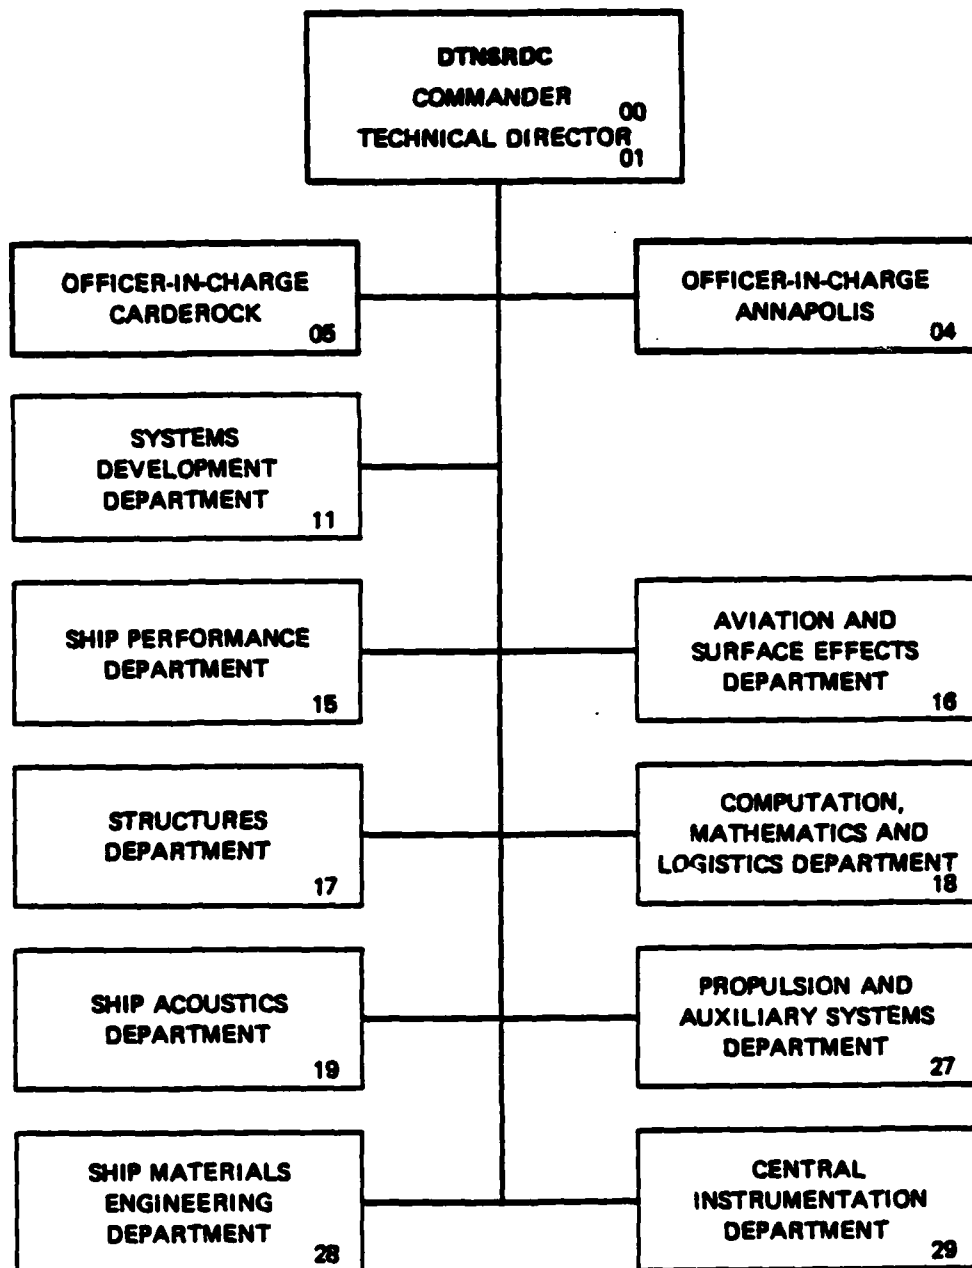 DTNSRDC
COMMANDER
00
TECHNICAL DIRECTOR
01
OFFICER-IN-CHARGE
CARDEROCK
05
OFFICER-IN-CHARGE
ANNAPOLIS
04
SYSTEMS
DEVELOPMENT
DEPARTMENT
11
SHIP PERFORMANCE
DEPARTMENT
15
AVIATION AND
SURFACE EFFECTS
DEPARTMENT
16
STRUCTURES
DEPARTMENT
17
COMPUTATION,
MATHEMATICS AND
LOGISTICS DEPARTMENT
18
SHIP ACOUSTICS
DEPARTMENT
19
PROPULSION AND
AUXILIARY SYSTEMS
DEPARTMENT
27
SHIP MATERIALS
ENGINEERING
DEPARTMENT
28
CENTRAL
INSTRUMENTATION
DEPARTMENT
29